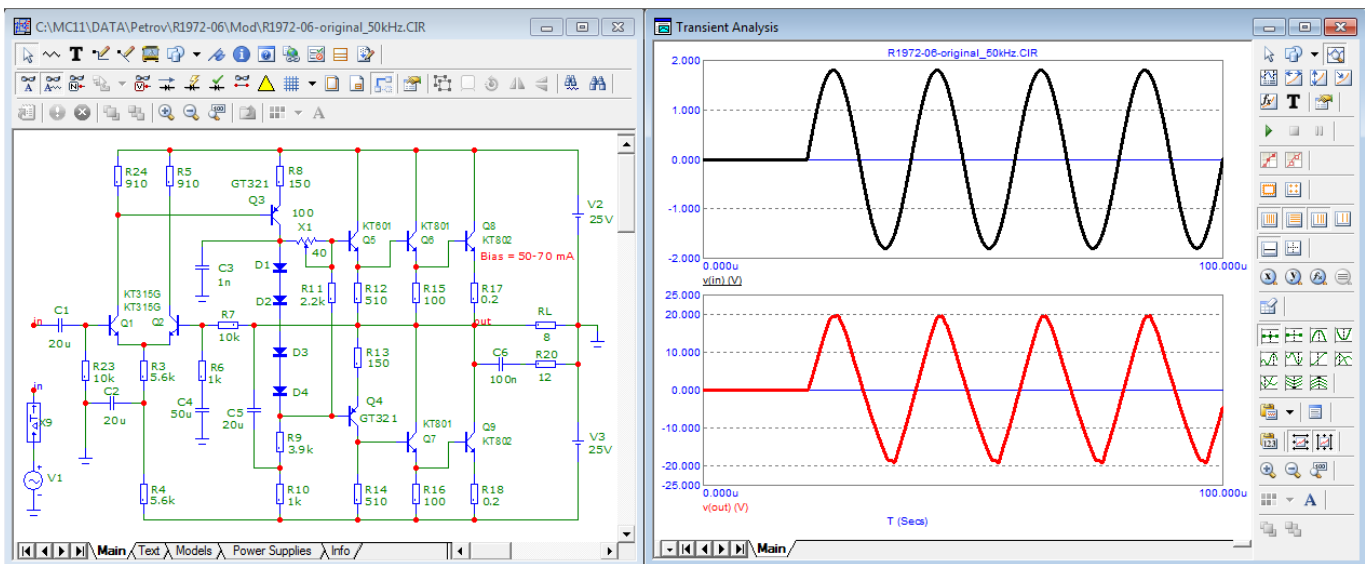 C:\MC11\DATA\Petrov\R1972-06\Mod\R1972-06-original_50kHz.CIR
R24
910
R5
910
R8
150
GT321
Q3
100
X1
40
KT601
Q5
KT801
Q6
Q8
KT802
Bias = 50-70 mA
V2
25V
C3
1n
D1
D2
R11
2.2k
R12
510
R15
100
R17
0.2
C1
in
20u
KT315G
KT315G
Q1
Q2
R7
10k
out
RL
8
R23
10k
R3
5.6k
R6
1k
D3
R13
150
C6
100n
R20
12
in
C2
20u
C4
50u
C5
20u
D4
Q4
GT321
K9
V1
R9
3.9k
KT801
Q7
Q9
KT802
V3
25V
R4
5.6k
R10
1k
R14
510
R16
100
R18
0.2
Main
Text
Models
Power Supplies
Info
Transient Analysis
R1972-06-original_50kHz.CIR
2.000
1.000
0.000
-1.000
-2.000
0.000u
100.000u
v(in) (V)
25.000
20.000
10.000
0.000
-10.000
-20.000
-25.000
0.000u
100.000u
v(out) (V)
T (Secs)
Main